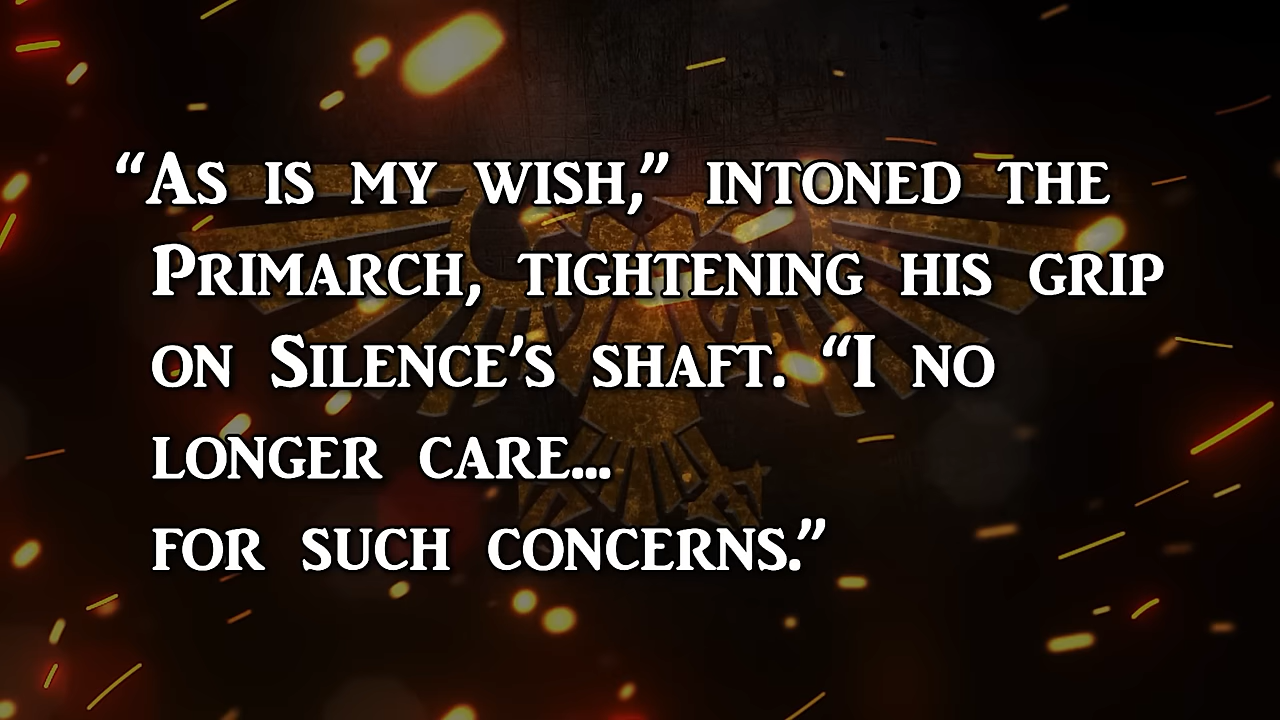 “As is my wish,” intoned the
Primarch, tightening his grip
on Silence’s shaft. “I no
longer care...
for such concerns.”